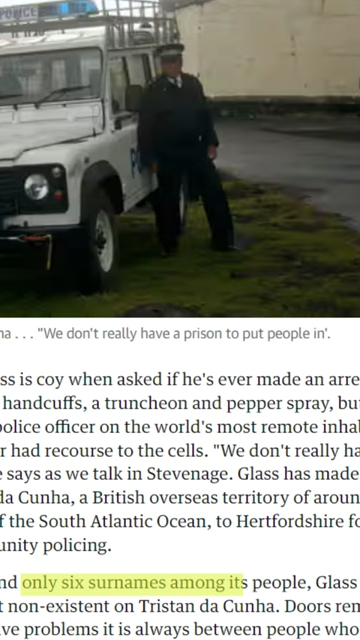 POLICE
P
na . . . "We don't really have a prison to put people in'.
ss is coy when asked if he's ever made an arre
handcuffs, a truncheon and pepper spray, bu
police officer on the world's most remote inhal
r had recourse to the cells. "We don't really ha
e says as we talk in Stevenage. Glass has made
da Cunha, a British overseas territory of aroun
f the South Atlantic Ocean, to Hertfordshire fo
unity policing.
nd only six surnames among its people, Glass
t non-existent on Tristan da Cunha. Doors rem
ve problems it is always between people who